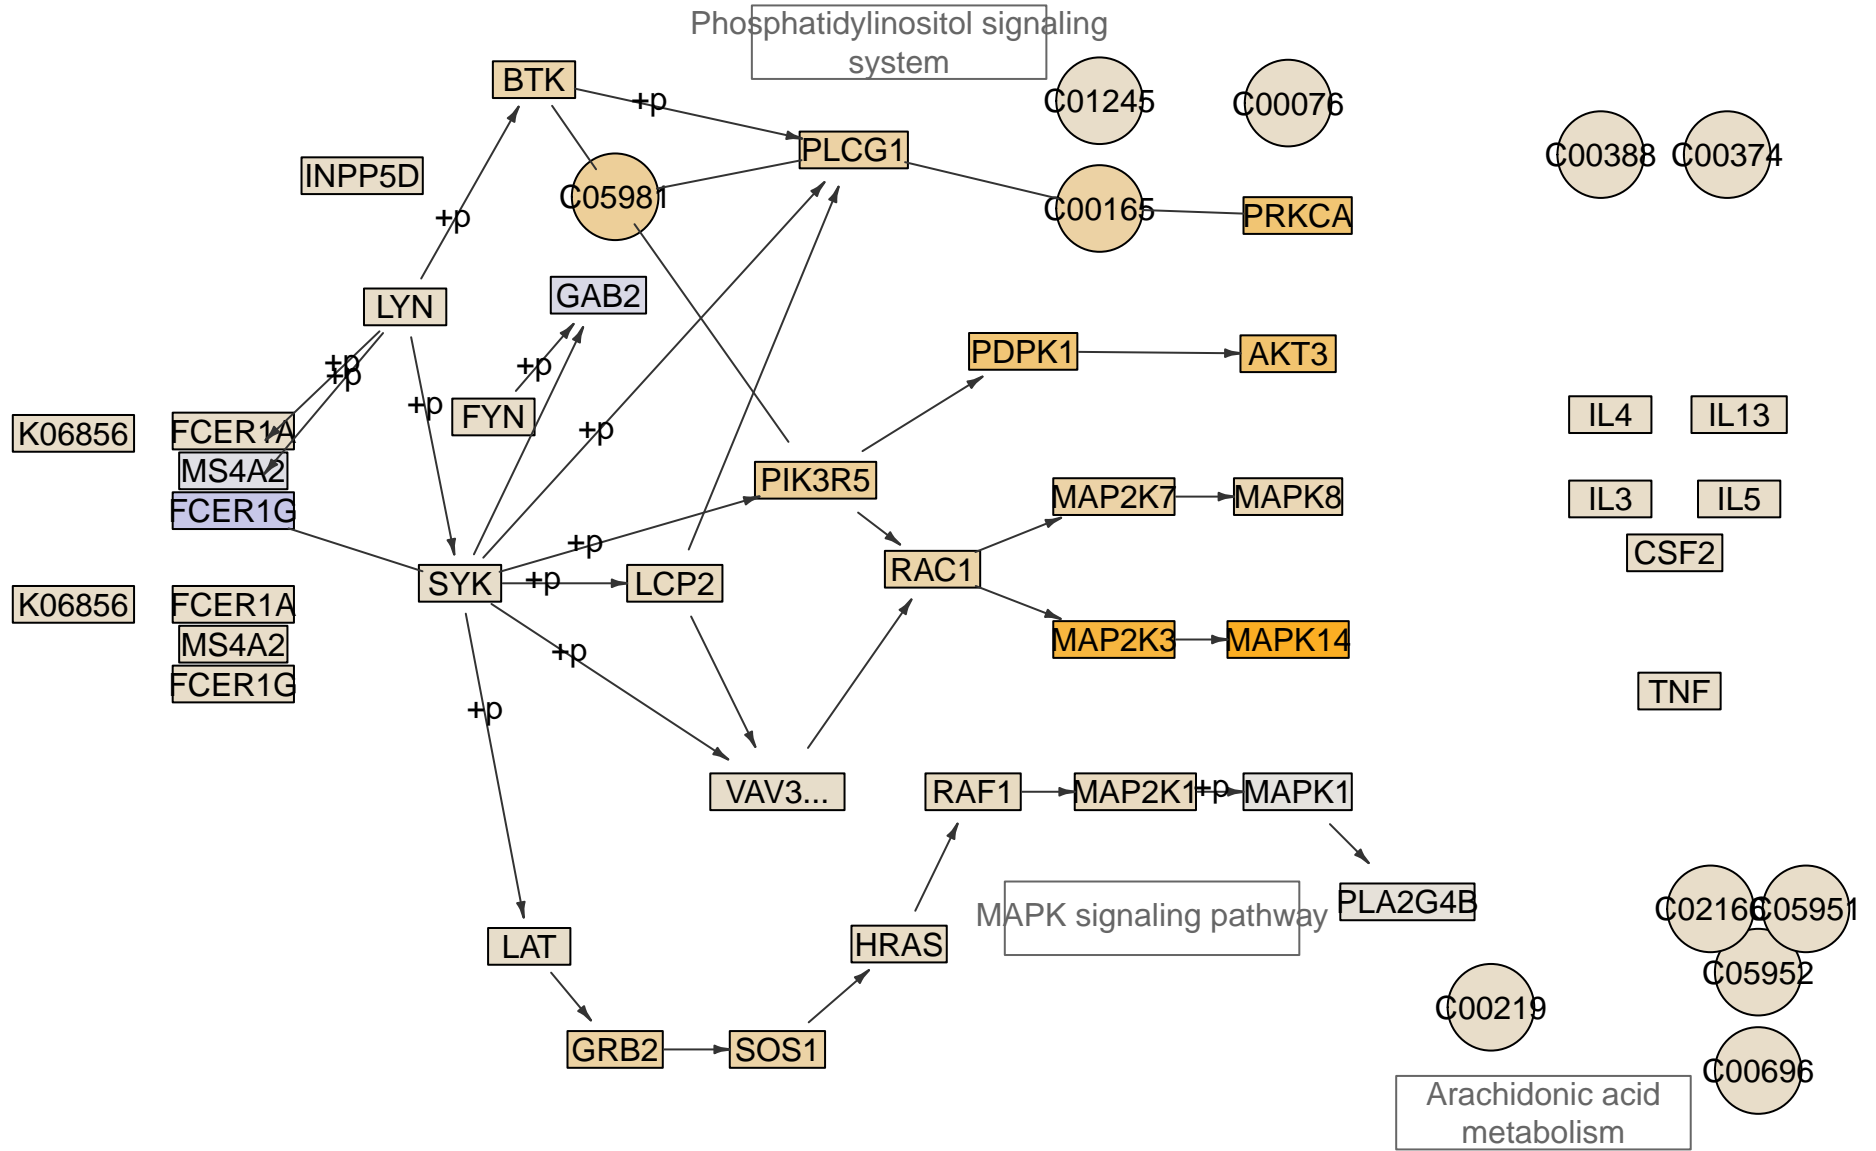 Phosphatidylinositol signaling
system
BTK
+p
C01245
C00076
PLCG1
C00388
C00374
INPP5D
C05981
C00165
PRKCA
+p
LYN
GAB2
PDPK1
AKT3
+p
+p
+p
+p
FYN
K06856
FCER1A
+p
IL4
IL13
MS4A2
PIK3R5
MAP2K7
MAPK8
IL3
IL5
FCER1G
+p
CSF2
SYK
+p
LCP2
RAC1
K06856
FCER1A
MS4A2
+p
MAP2K3
MAPK14
FCER1G
TNF
+p
VAV3...
RAF1
MAP2K1
+p
MAPK1
MAPK signaling pathway
PLA2G4B
C02166
C05951
LAT
HRAS
C05952
C00219
GRB2
SOS1
C00696
Arachidonic acid
metabolism